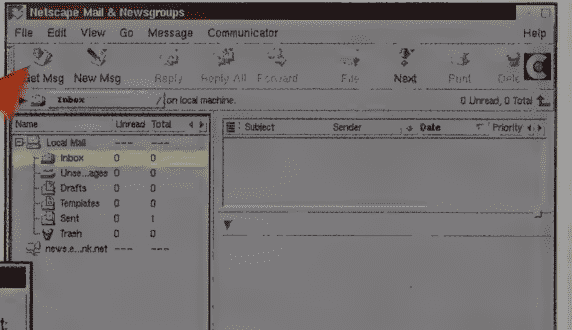 Netscape Mail & Newsgroups
File Edit View Go Message Communicator Help
Get Msg New Msg Reply Reply All Forward File Next Print
Inbox on local machine. 0 Unread, 0 Total
Name Unread Total
Subject Sender Date Priority
Local Mail --- ---
Inbox 0 0
Unse...ages 0 0
Drafts 0 0
Templates 0 0
Sent 0 1
Trash 0 0
news.e...nk.net --- ---